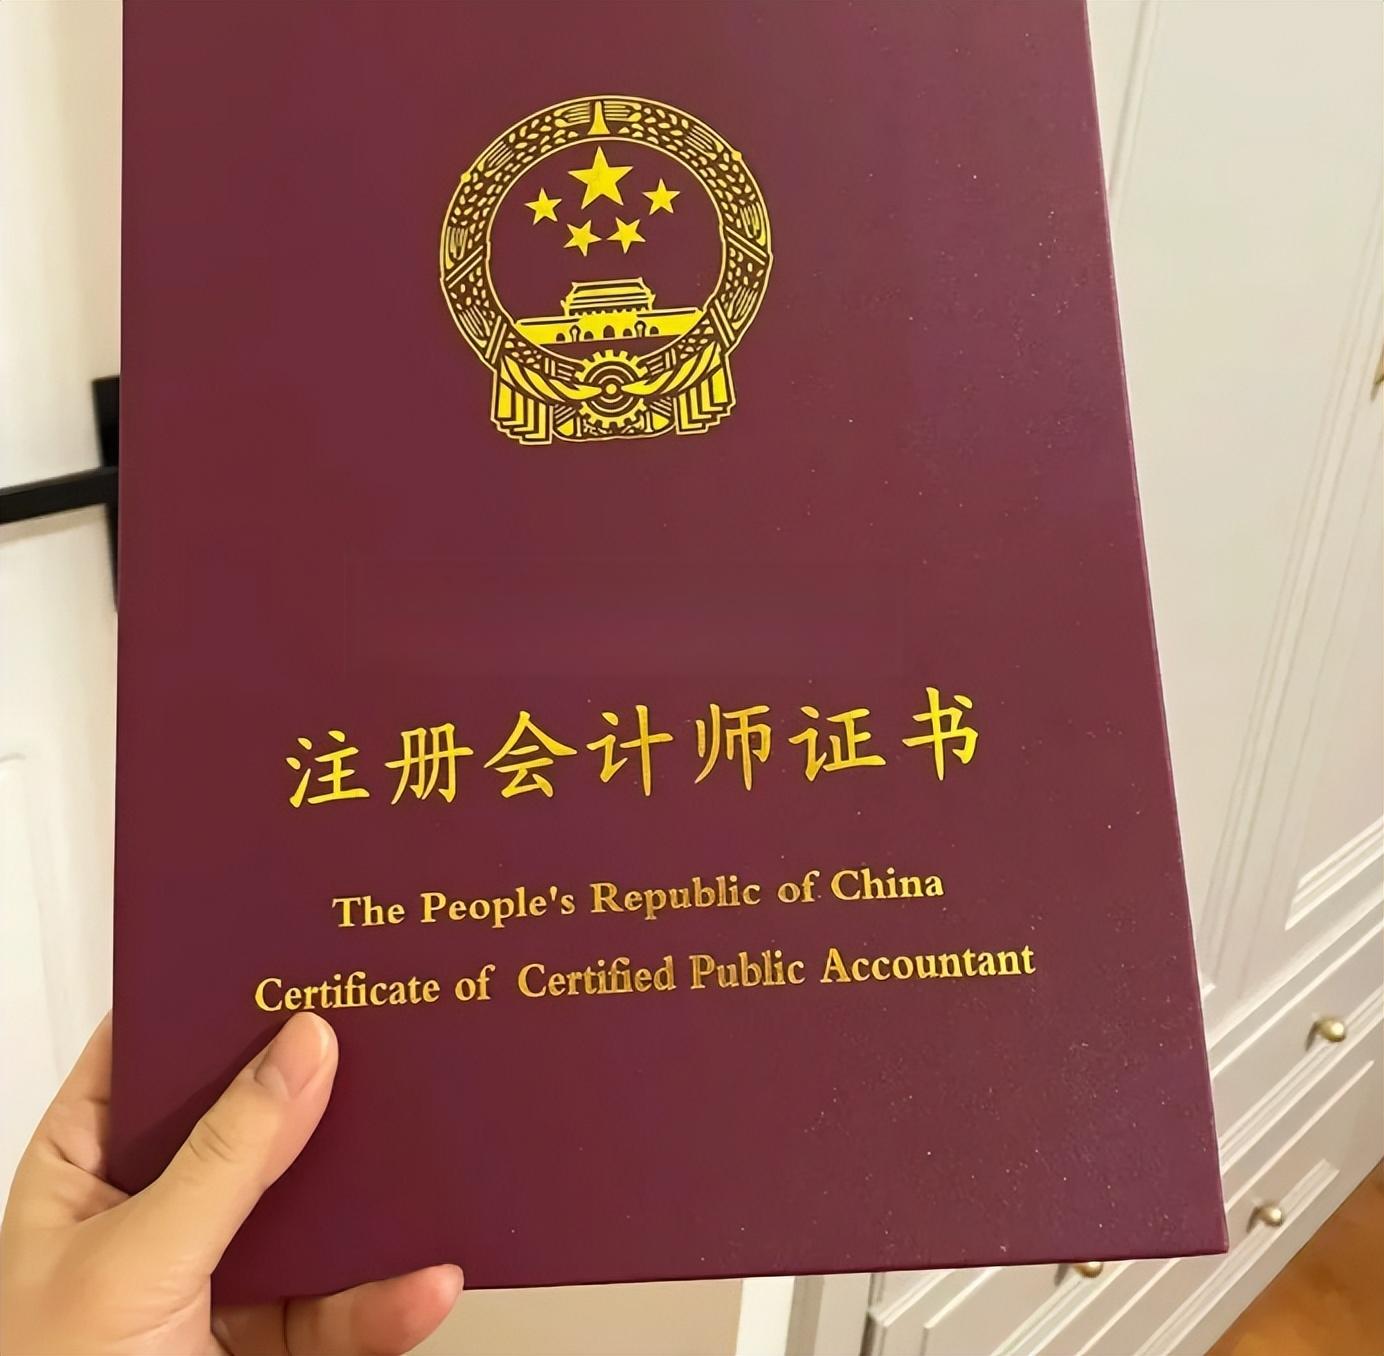 注册会计师证书
The People's Republic of China
Certificate of Certified Public Accountant